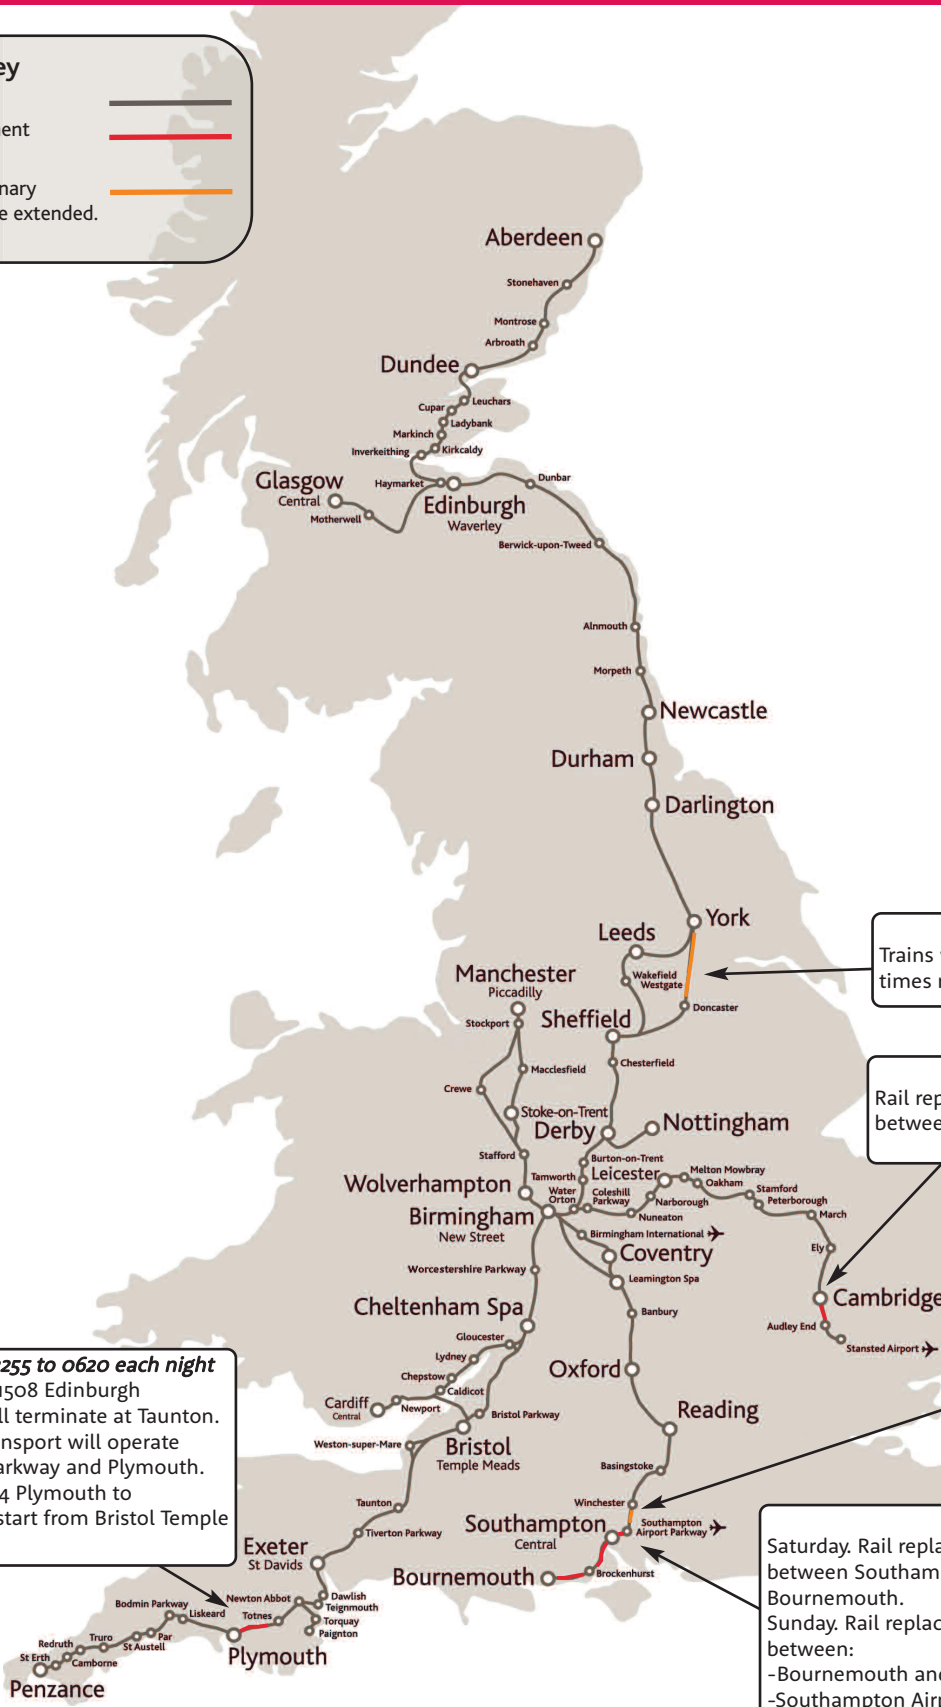 ey
ent
nary
e extended.
Aberdeen
Stonehaven
Montrose
Arbroath
Dundee
Leuchars
Cupar
Ladybank
Markinch
Kirkcaldy
Inverkeithing
Glasgow
Central
Motherwell
Haymarket
Edinburgh
Waverley
Dunbar
Berwick-upon-Tweed
Alnmouth
Morpeth
Newcastle
Durham
Darlington
York
Leeds
Wakefield
Westgate
Trains
times
Doncaster
Manchester
Piccadilly
Stockport
Sheffield
Macclesfield
Chesterfield
Crewe
Rail rep
betwee
Stoke-on-Trent
Derby
Nottingham
Stafford
Burton-on-Trent
Tamworth
Leicester
Melton Mowbray
Oakham
Wolverhampton
Water
Orton
Coleshill
Parkway
Narborough
Stamford
Peterborough
Birmingham
New Street
Nuneaton
March
Birmingham International
Coventry
Ely
Worcestershire Parkway
Leamington Spa
Cheltenham Spa
Banbury
Cambridge
Audley End
Stansted Airport
Gloucester
Lydney
Chepstow
Caldicot
Oxford
Cardiff
Central
Newport
Bristol Parkway
Reading
Weston-super-Mare
Bristol
Temple Meads
Basingstoke
255 to 0620 each night
1508 Edinburgh
ll terminate at Taunton.
nsport will operate
arkway and Plymouth.
4 Plymouth to
start from Bristol Temple
Taunton
Tiverton Parkway
Winchester
Southampton
Central
Southampton
Airport Parkway
Exeter
St Davids
Bournemouth
Brockenhurst
Saturday. Rail repla
between Southam
Bournemouth.
Sunday. Rail replac
between:
-Bournemouth and
-Southampton Air
Newton Abbot
Dawlish
Teignmouth
Torquay
Paignton
Totnes
Bodmin Parkway
Liskeard
Plymouth
Par
St Austell
Truro
Redruth
Camborne
St Erth
Penzance